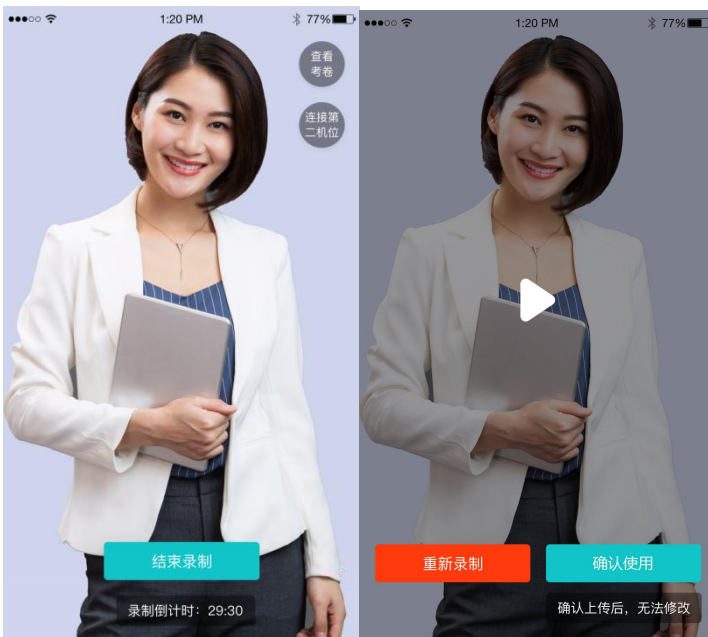 1:20 PM
77%
查看
考卷
连接第
二机位
结束录制
录制倒计时：29:30
1:20 PM
77%
重新录制
确认使用
确认上传后，无法修改